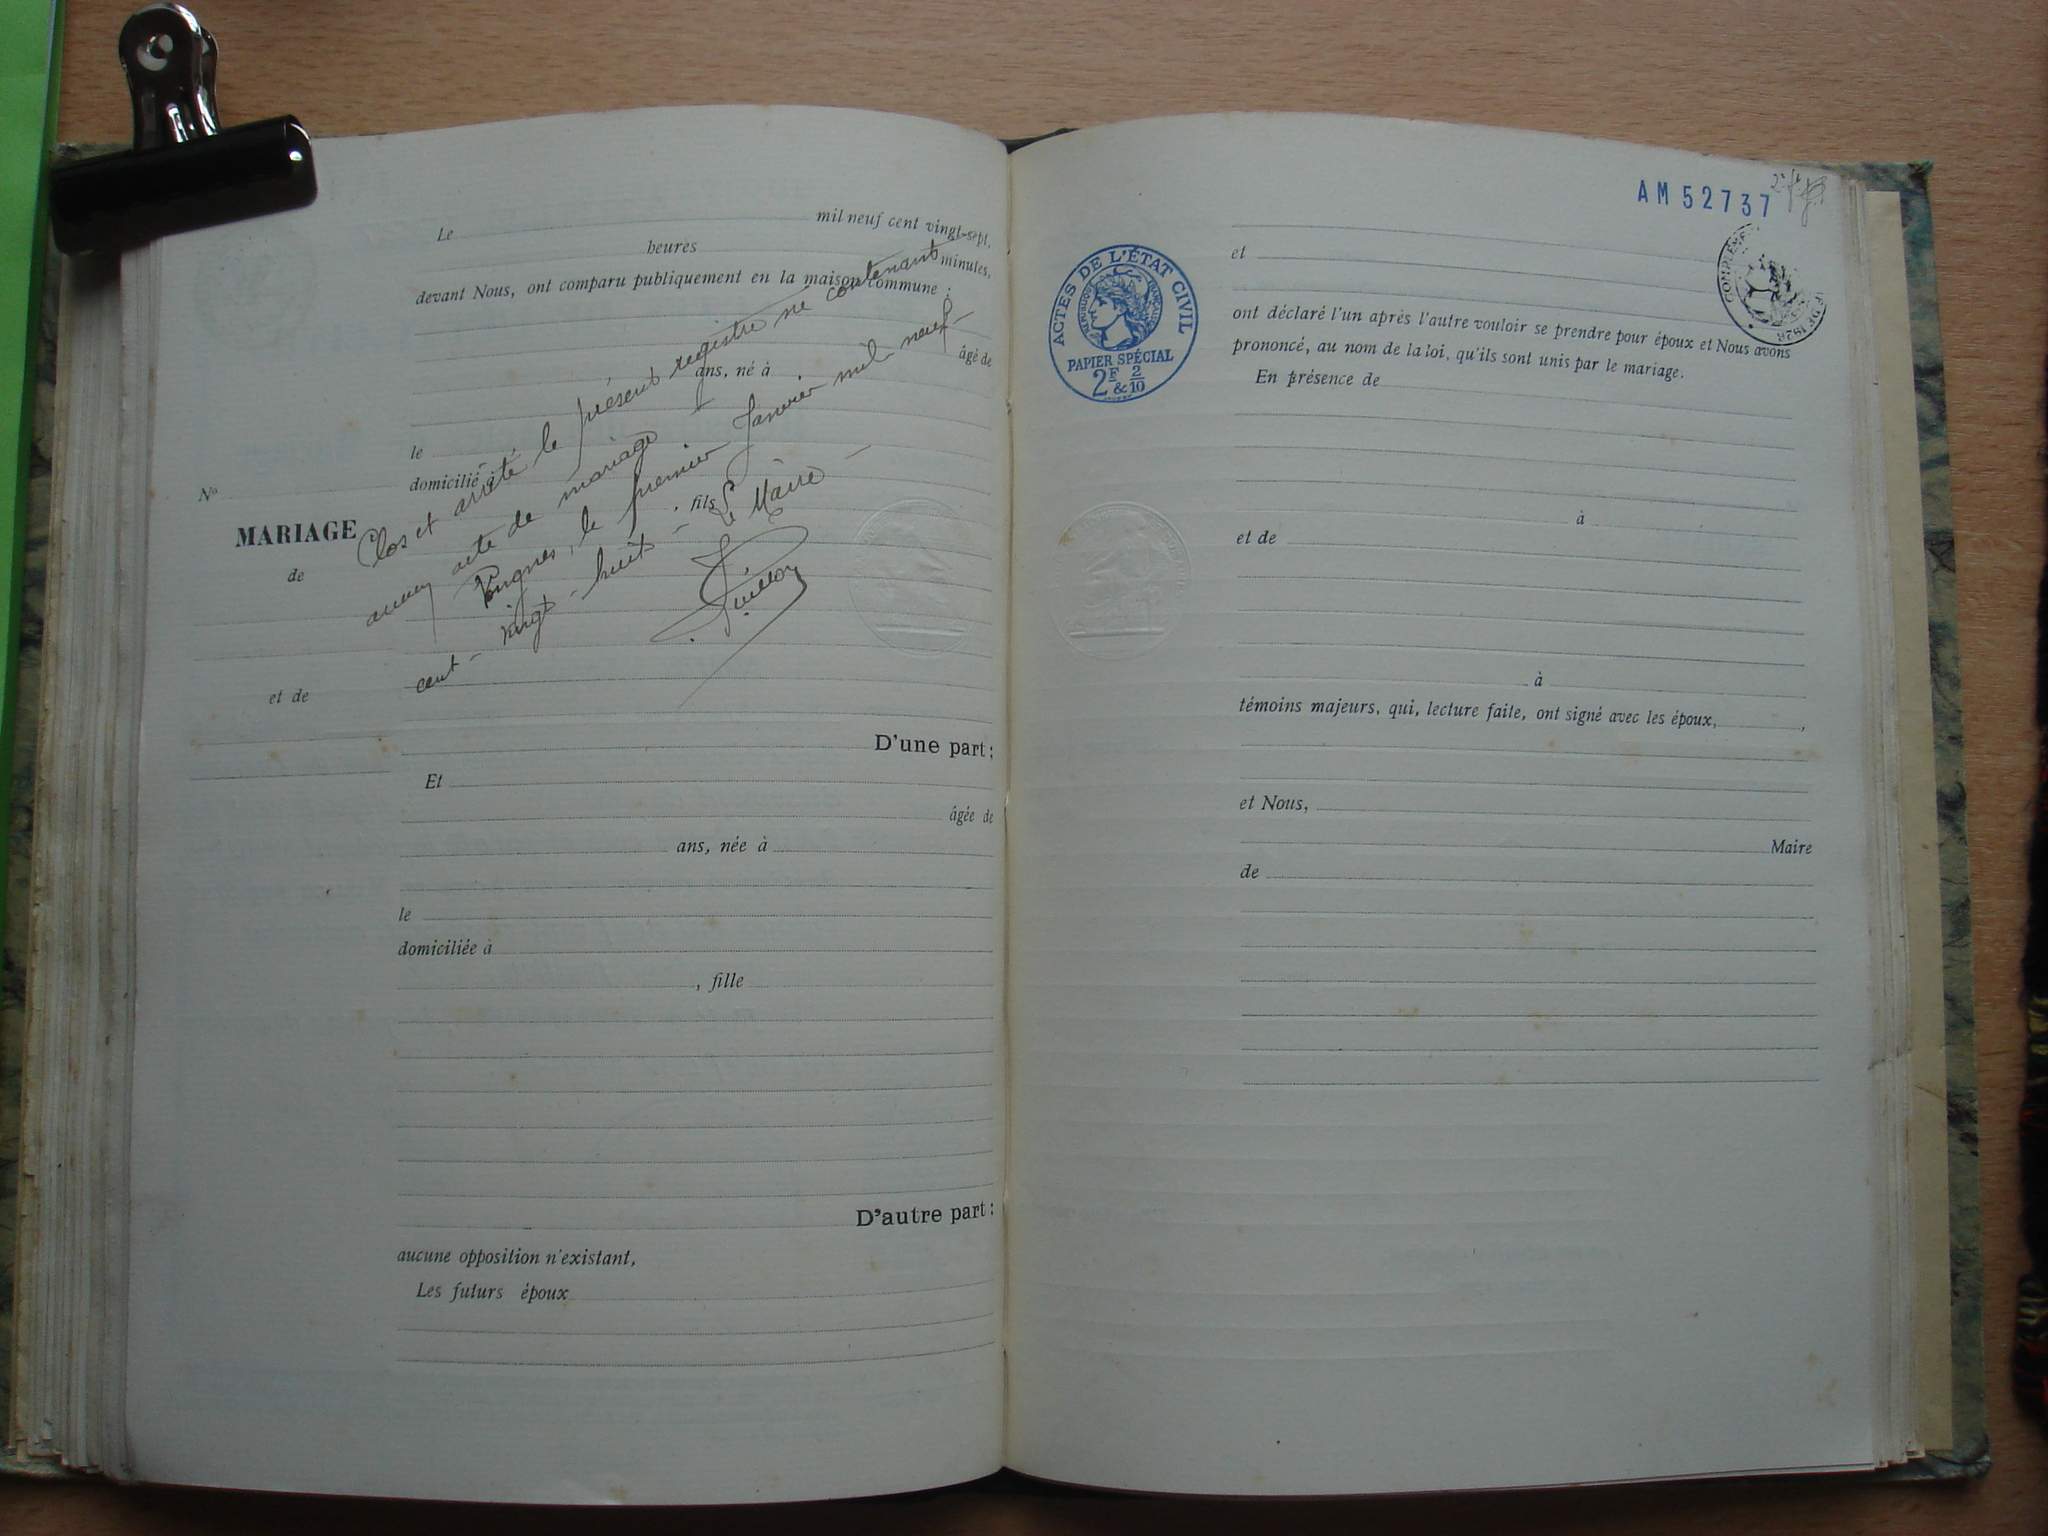 Le mil neuf cent vingt-sept,
heures minutes,
devant Nous, ont comparu publiquement en la maison commune :
âgé de
ans, né à
le
domicilié à
, fils
Clos et arrêté le présent registre ne contenant
aucun acte de mariage
le premier Janvier mil neuf
cent - vingt - huit - Le Maire -
No
MARIAGE
de
et de
D'une part :
Et
âgée de
ans, née à
le
domiciliée à
, fille
D'autre part :
aucune opposition n'existant,
Les futurs époux
AM 52737
ACTES DE L'ÉTAT CIVIL
RÉPUBLIQUE FRANÇAISE
PAPIER SPÉCIAL
2F & 2/10
et
ont déclaré l'un après l'autre vouloir se prendre pour époux et Nous avons
prononcé, au nom de la loi, qu'ils sont unis par le mariage.
En présence de
à
et de
à
témoins majeurs, qui, lecture faite, ont signé avec les époux, ,
et Nous,
Maire
de